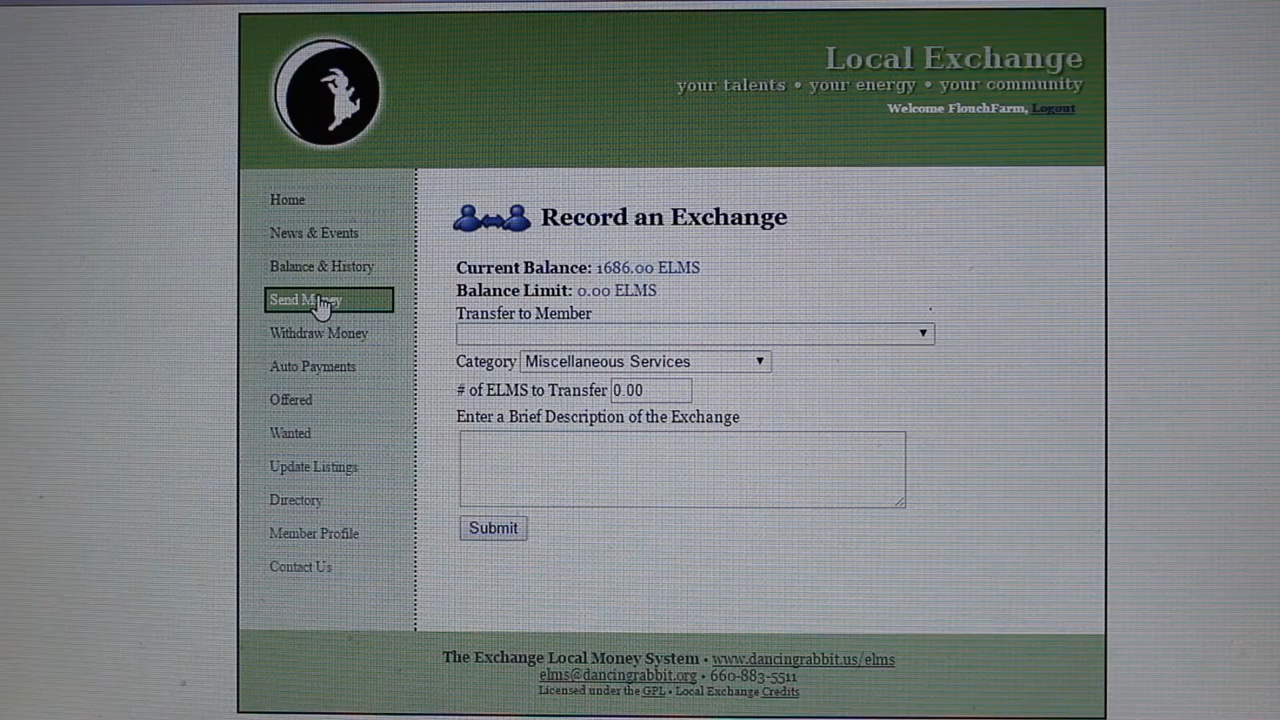 Local Exchange
your talents • your energy • your community
Welcome FlouchFarm, Logout
Home
News & Events
Balance & History
Send Money
Withdraw Money
Auto Payments
Offered
Wanted
Update Listings
Directory
Member Profile
Contact Us
Record an Exchange
Current Balance: 1686.00 ELMS
Balance Limit: 0.00 ELMS
Transfer to Member
Category Miscellaneous Services
# of ELMS to Transfer 0.00
Enter a Brief Description of the Exchange
Submit
The Exchange Local Money System • www.dancingrabbit.us/elms
elms@dancingrabbit.org • 660-883-5511
Licensed under the GPL • Local Exchange Credits